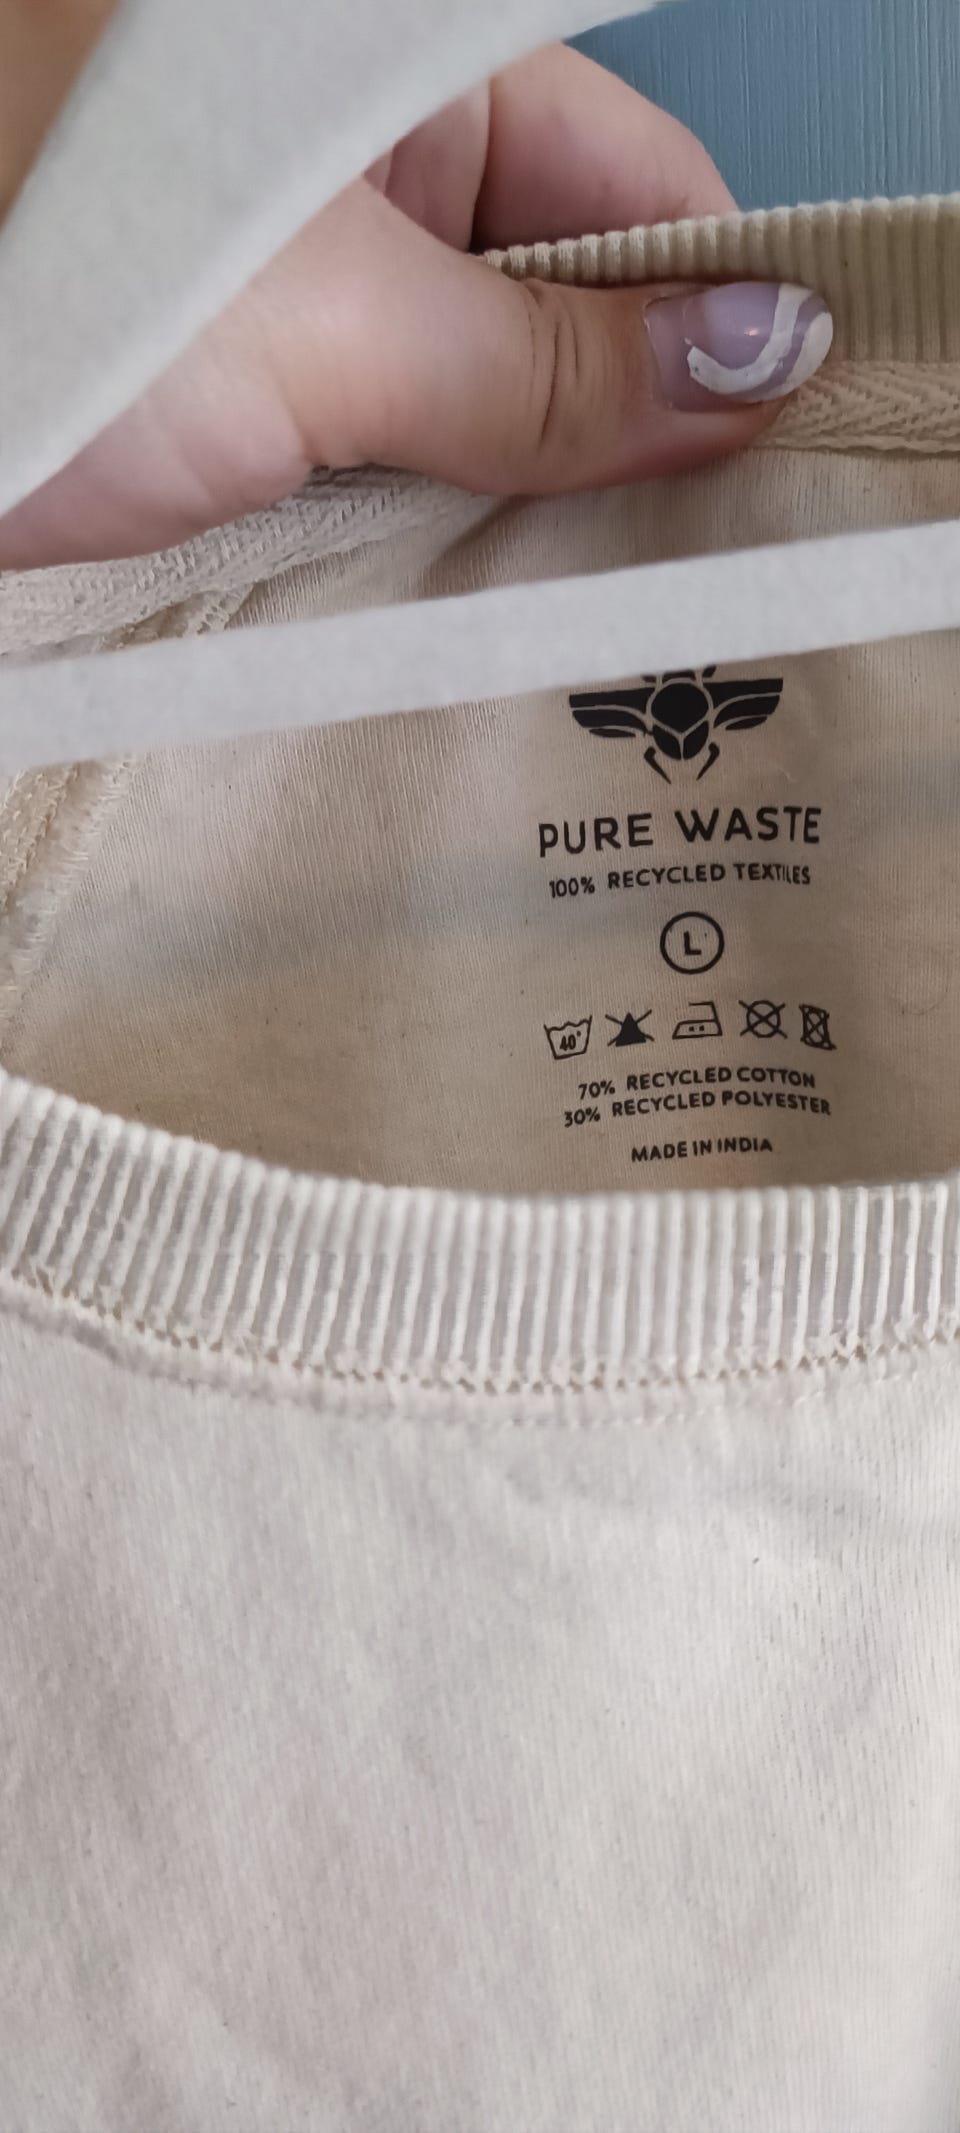 PURE WASTE
100% RECYCLED TEXTILES
L
40°
70% RECYCLED COTTON
30% RECYCLED POLYESTER
MADE IN INDIA